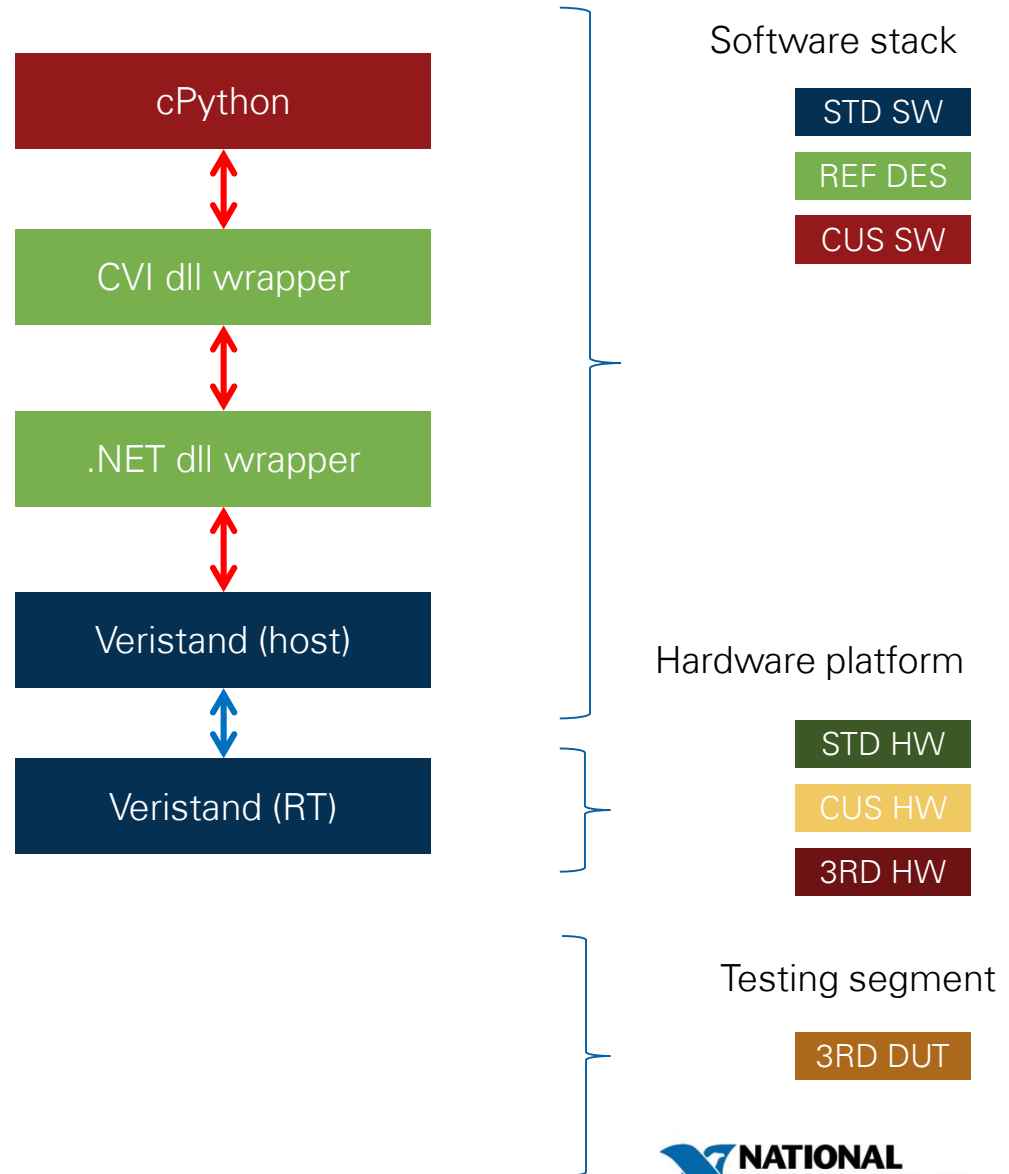 Software stack
cPython
STD SW
REF DES
CUS SW
CVI dll wrapper
.NET dll wrapper
Veristand (host)
Hardware platform
STD HW
CUS HW
Veristand (RT)
3RD HW
Testing segment
3RD DUT
NATIONAL